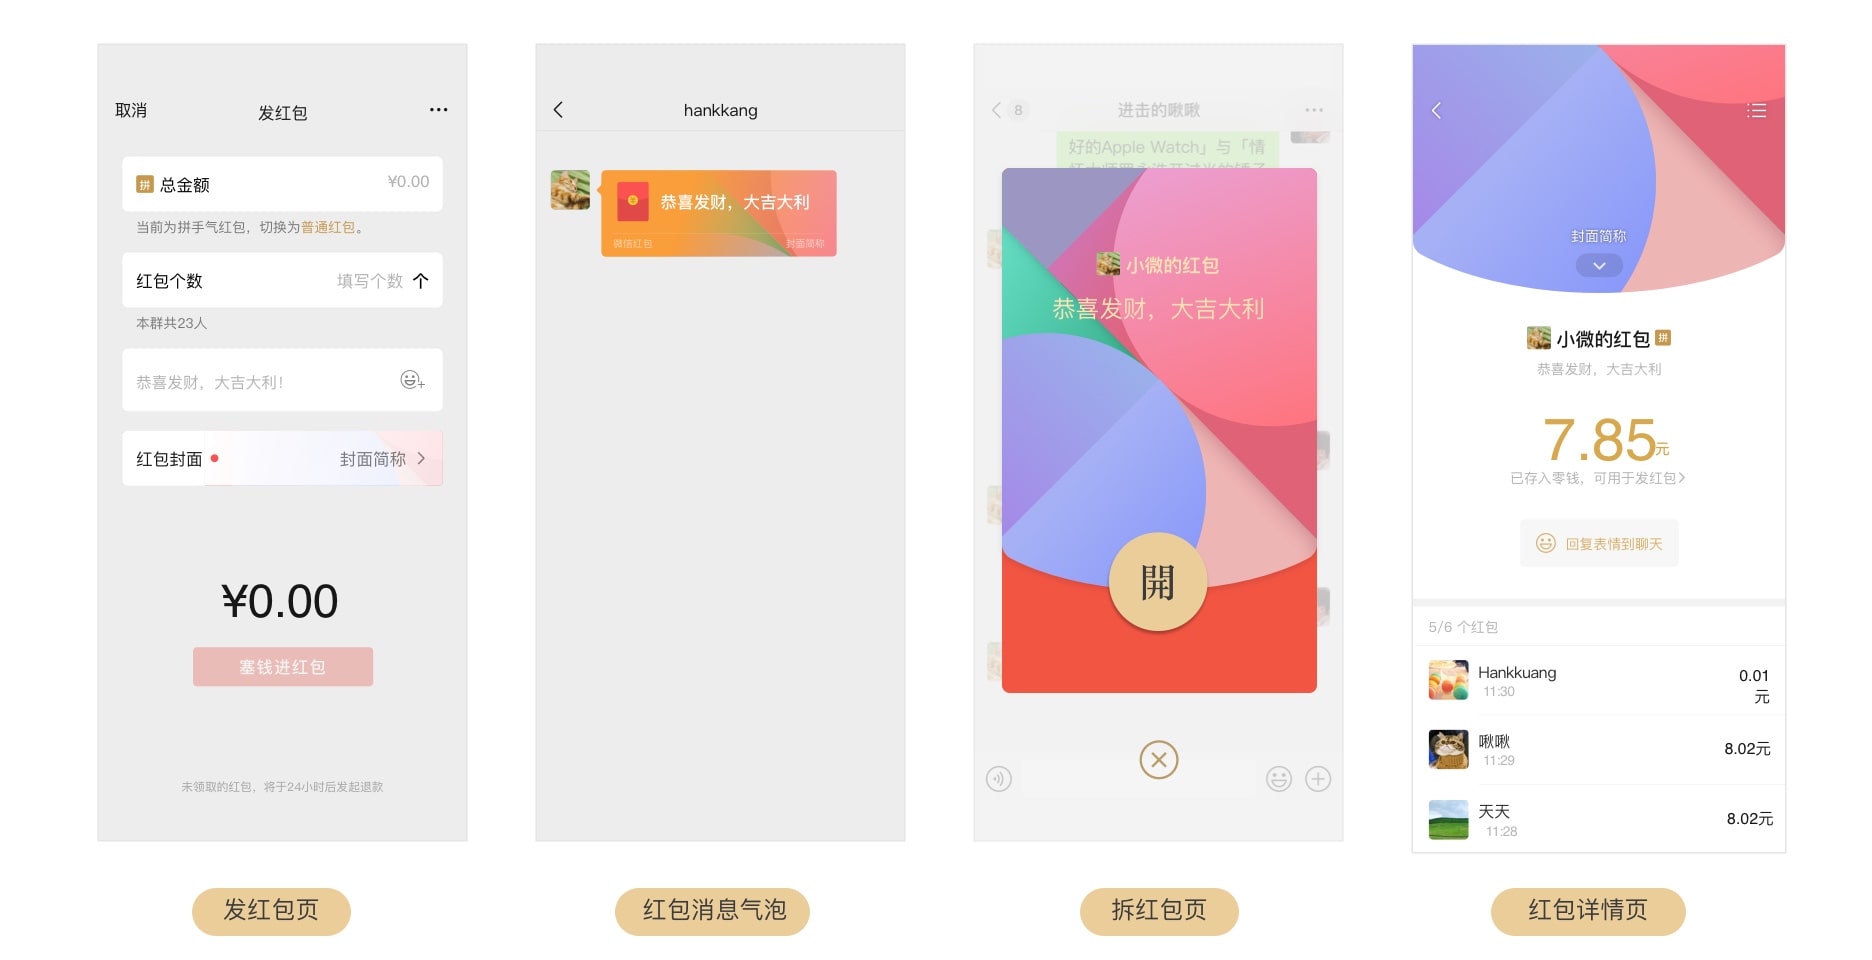 取消
发红包
拼 总金额
¥0.00
当前为拼手气红包，切换为普通红包。
红包个数
填写个数 个
本群共23人
恭喜发财，大吉大利！
红包封面
封面简称
¥0.00
塞钱进红包
未领取的红包，将于24小时后发起退款
发红包页
hankkang
恭喜发财，大吉大利
微信红包
封面简称
红包消息气泡
8
进击的啾啾
好的Apple Watch」与「情
小微的红包
恭喜发财，大吉大利
開
拆红包页
封面简称
小微的红包 拼
恭喜发财，大吉大利
7.85元
已存入零钱，可用于发红包
回复表情到聊天
5/6 个红包
Hankkuang
11:30
0.01
元
啾啾
11:29
8.02元
天天
11:28
8.02元
红包详情页